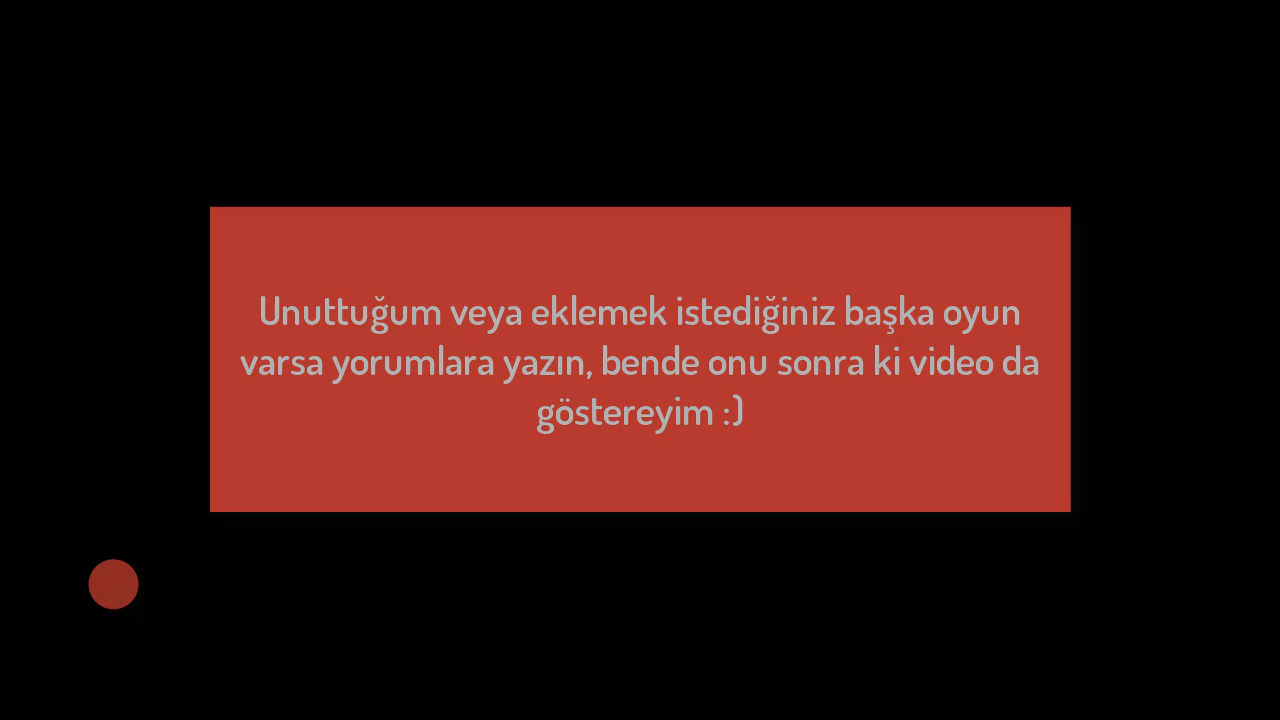 Unuttuğum veya eklemek istediğiniz başka oyun
varsa yorumlara yazın, bende onu sonra ki video da
göstereyim :)